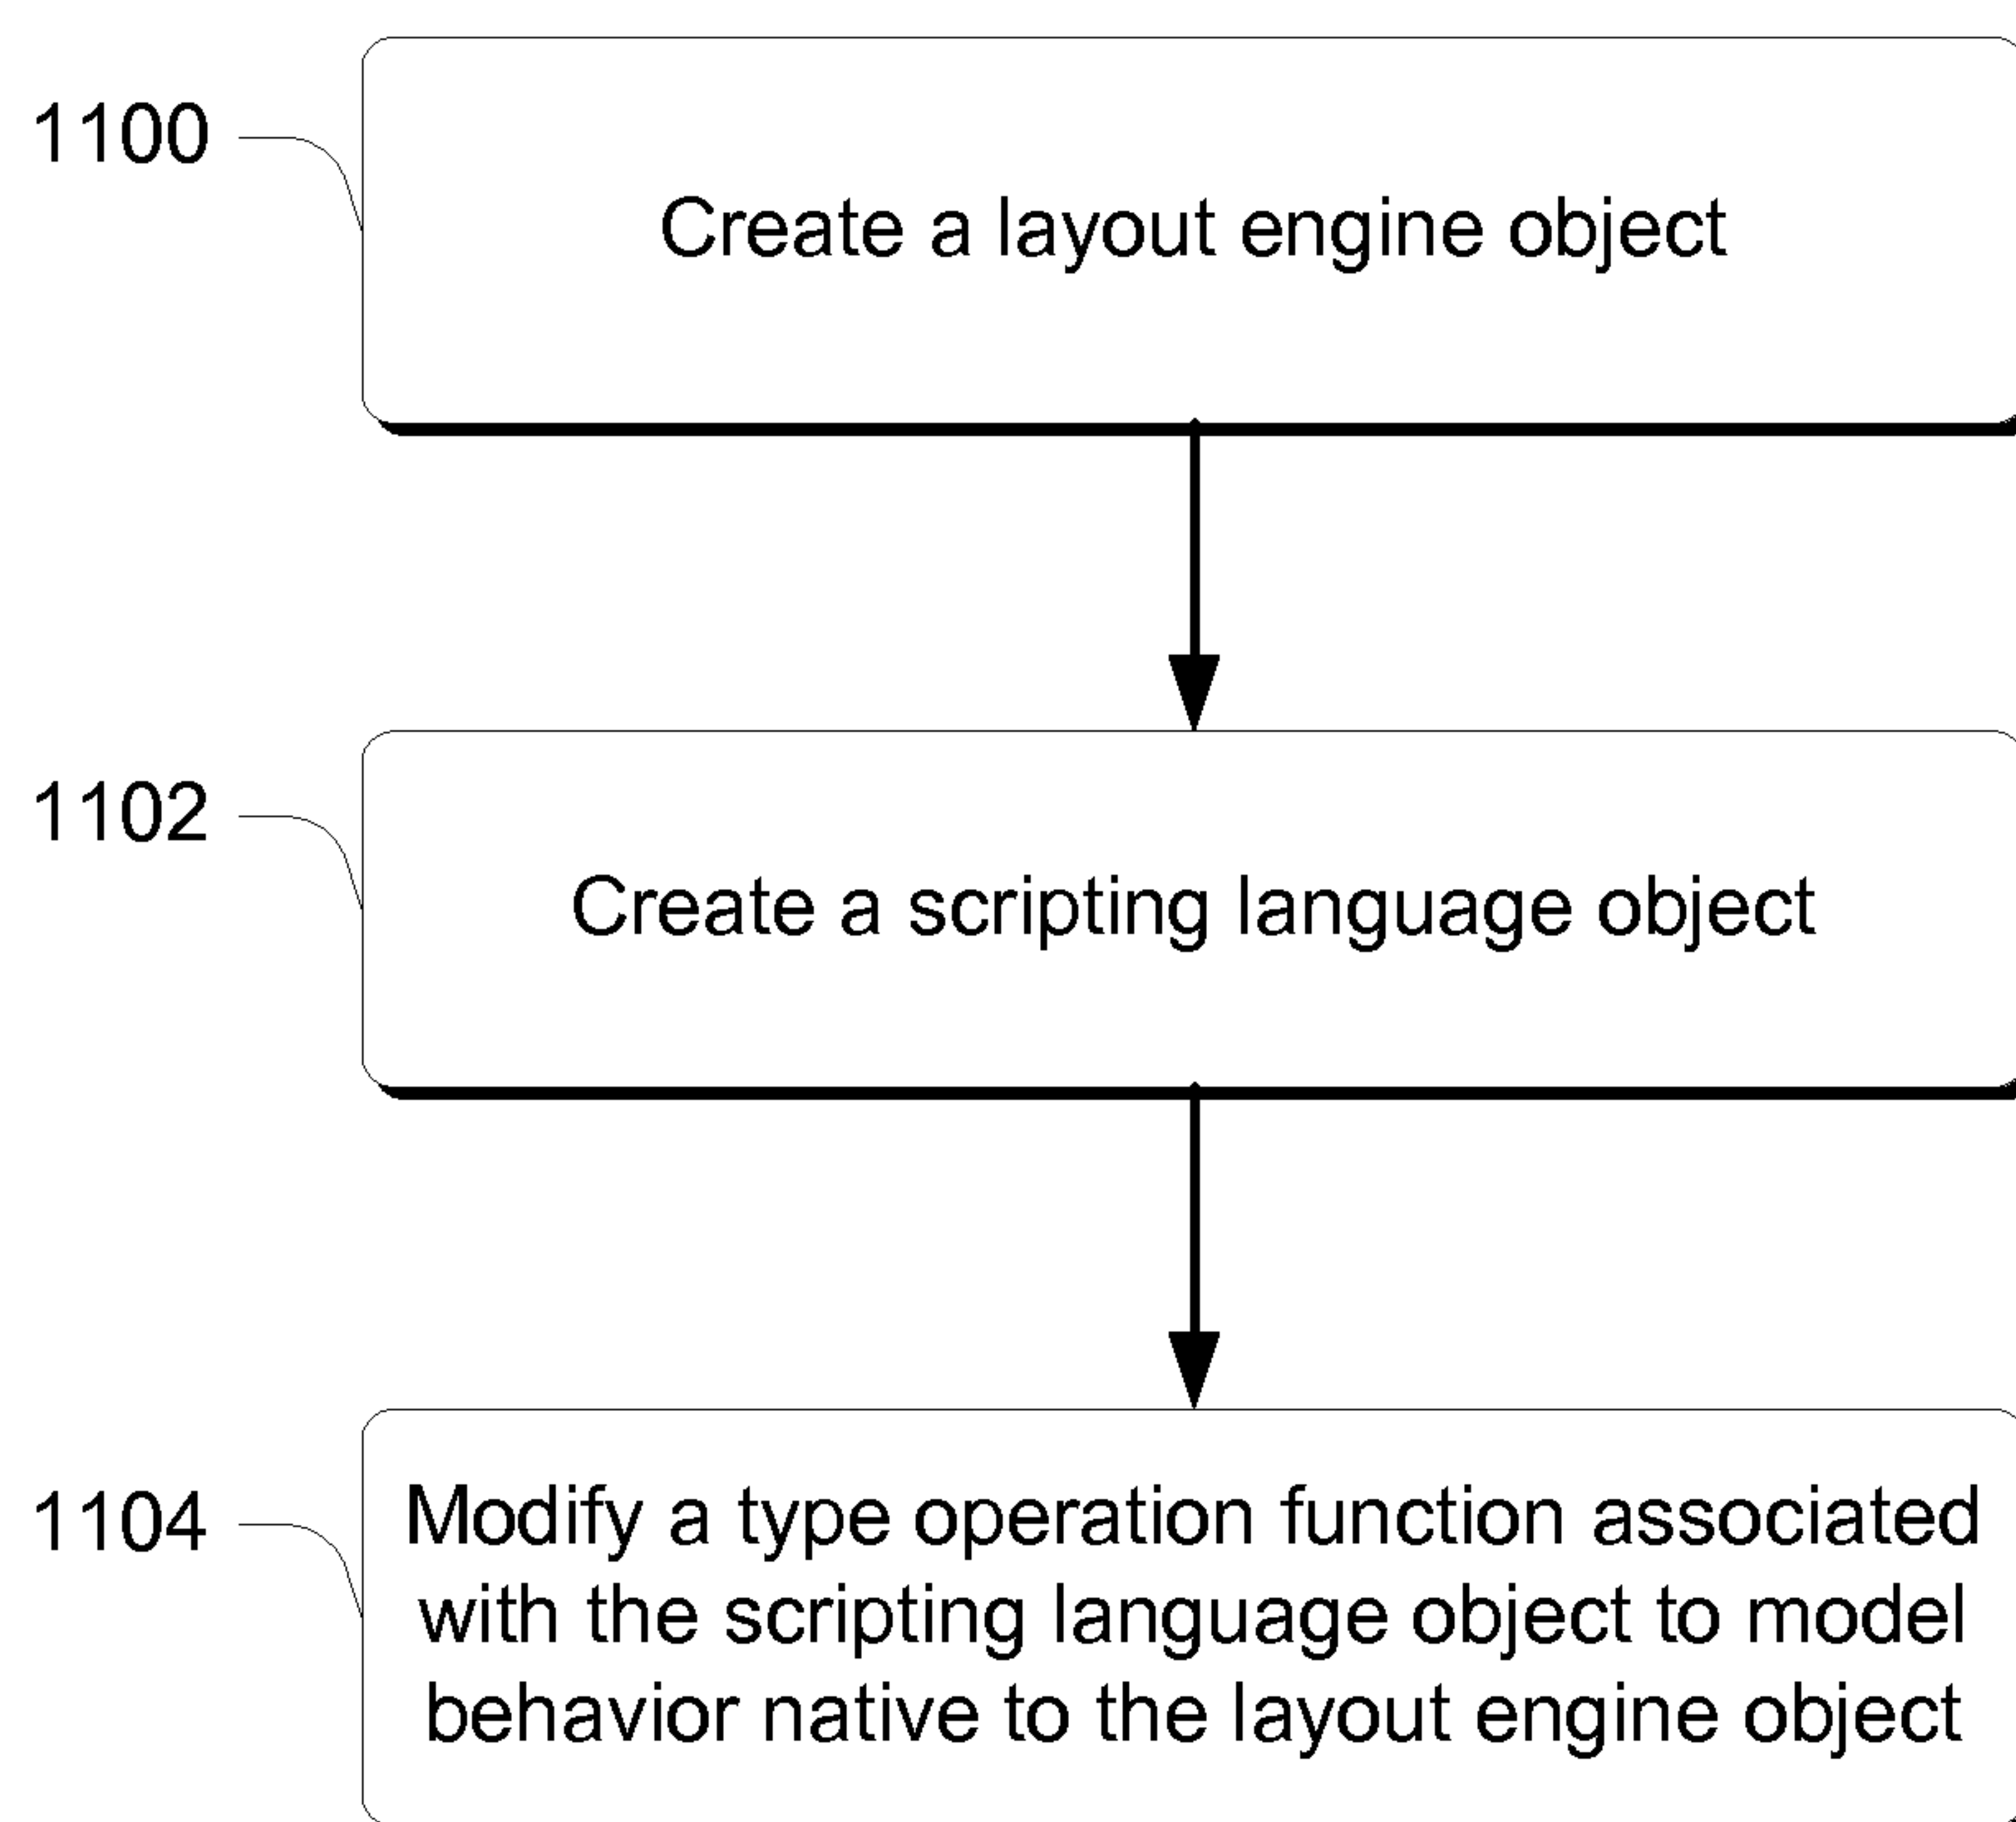 1100
Create a layout engine object
1102
Create a scripting language object
1104
Modify a type operation function associated
with the scripting language object to model
behavior native to the layout engine object